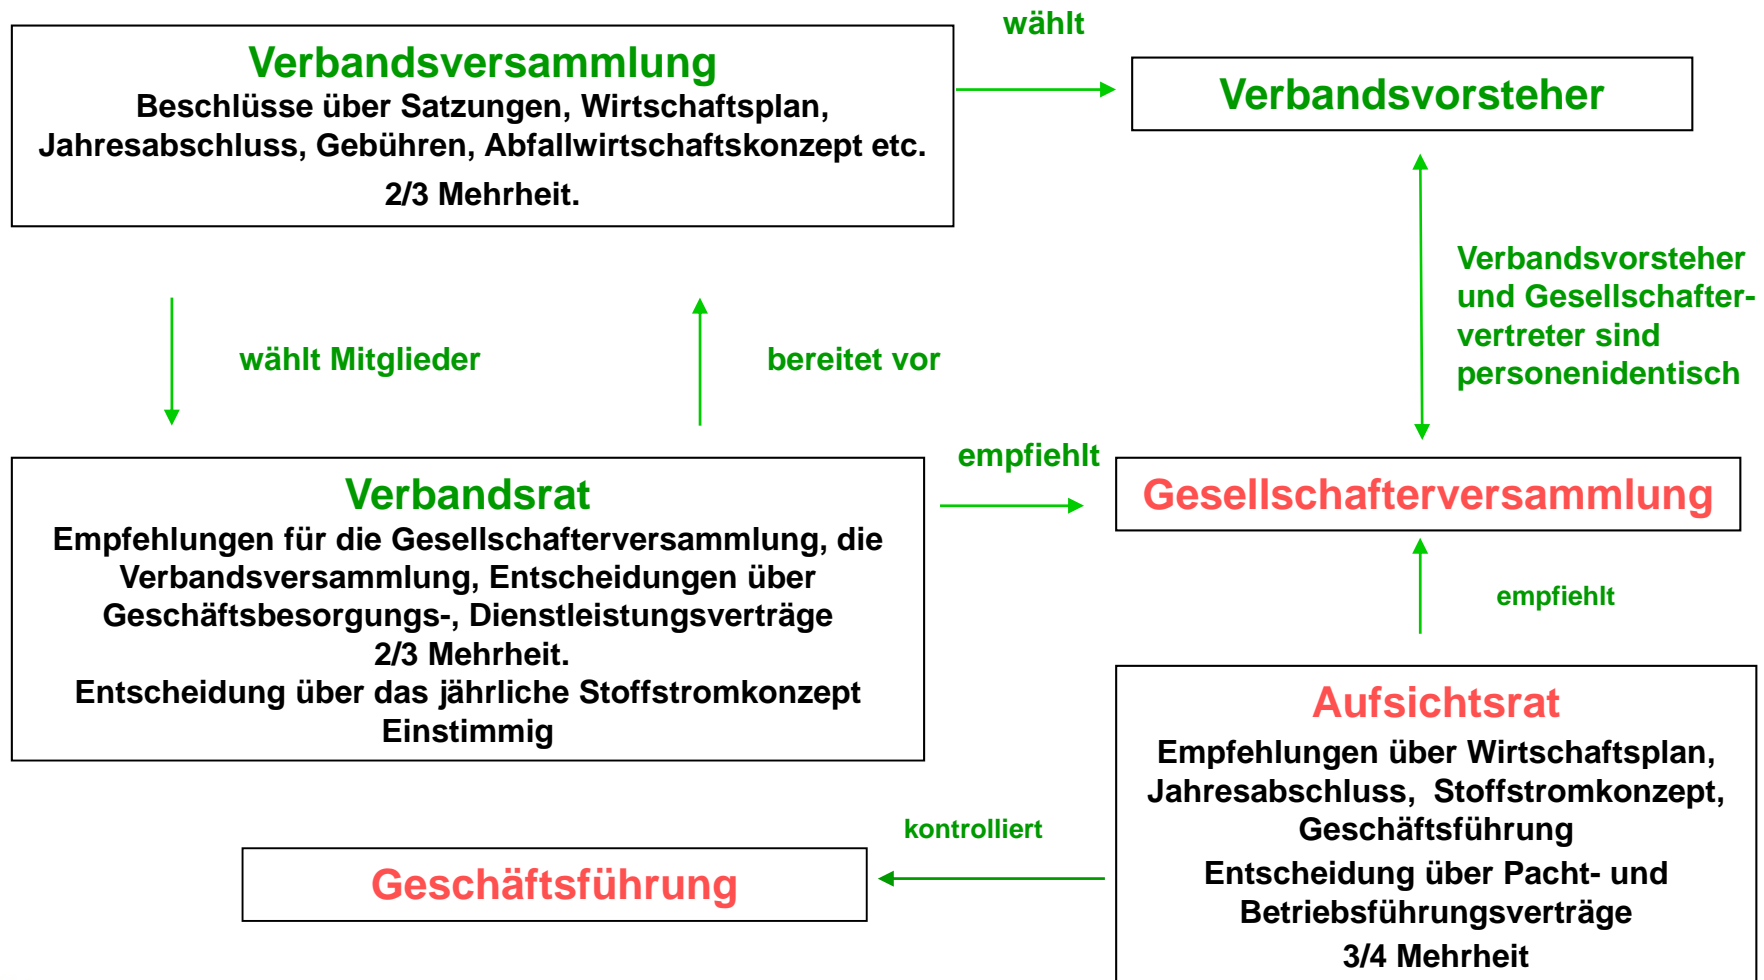 wählt
Verbandsversammlung
Beschlüsse über Satzungen, Wirtschaftsplan,
Jahresabschluss, Gebühren, Abfallwirtschaftskonzept etc.
2/3 Mehrheit.
Verbandsvorsteher
Verbandsvorsteher
und Gesellschafter-
vertreter sind
personenidentisch
wählt Mitglieder
bereitet vor
empfiehlt
Verbandsrat
Empfehlungen für die Gesellschafterversammlung, die
Verbandsversammlung, Entscheidungen über
Geschäftsbesorgungs-, Dienstleistungsverträge
2/3 Mehrheit.
Entscheidung über das jährliche Stoffstromkonzept
Einstimmig
Gesellschafterversammlung
empfiehlt
Aufsichtsrat
Empfehlungen über Wirtschaftsplan,
Jahresabschluss, Stoffstromkonzept,
Geschäftsführung
Entscheidung über Pacht- und
Betriebsführungsverträge
3/4 Mehrheit
kontrolliert
Geschäftsführung